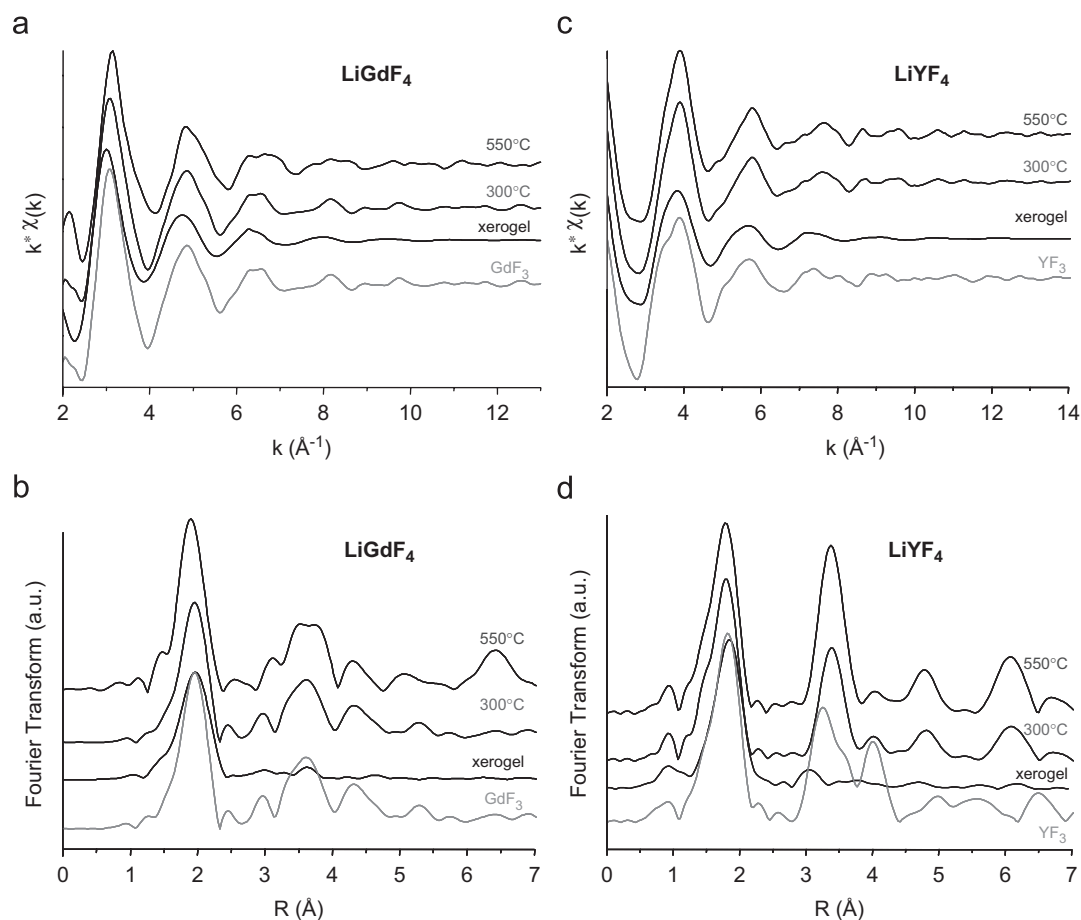 a
LiGdF₄
550°C
300°C
xerogel
GdF₃
k* χ(k)
2 4 6 8 10 12
k (Å⁻¹)
c
LiYF₄
550°C
300°C
xerogel
YF₃
k* χ(k)
2 4 6 8 10 12 14
k (Å⁻¹)
b
LiGdF₄
550°C
300°C
xerogel
GdF₃
Fourier Transform (a.u.)
0 1 2 3 4 5 6 7
R (Å)
d
LiYF₄
550°C
300°C
xerogel
YF₃
Fourier Transform (a.u.)
0 1 2 3 4 5 6 7
R (Å)